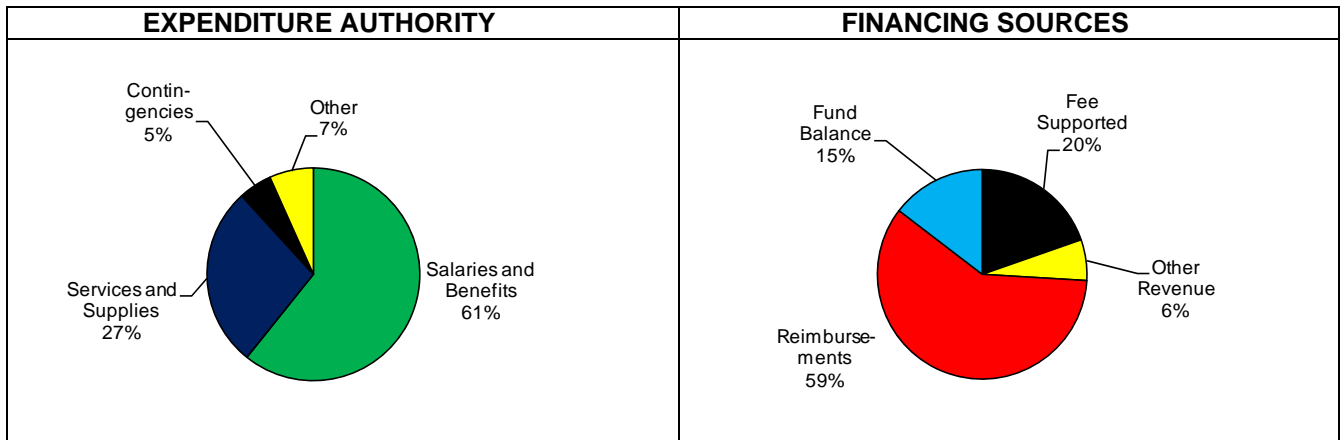 EXPENDITURE AUTHORITY
FINANCING SOURCES
Contin-
gencies
5%
Other
7%
Services and
Supplies
27%
Salaries and
Benefits
61%
Fund
Balance
15%
Fee
Supported
20%
Other
Revenue
6%
Reimburse-
ments
59%